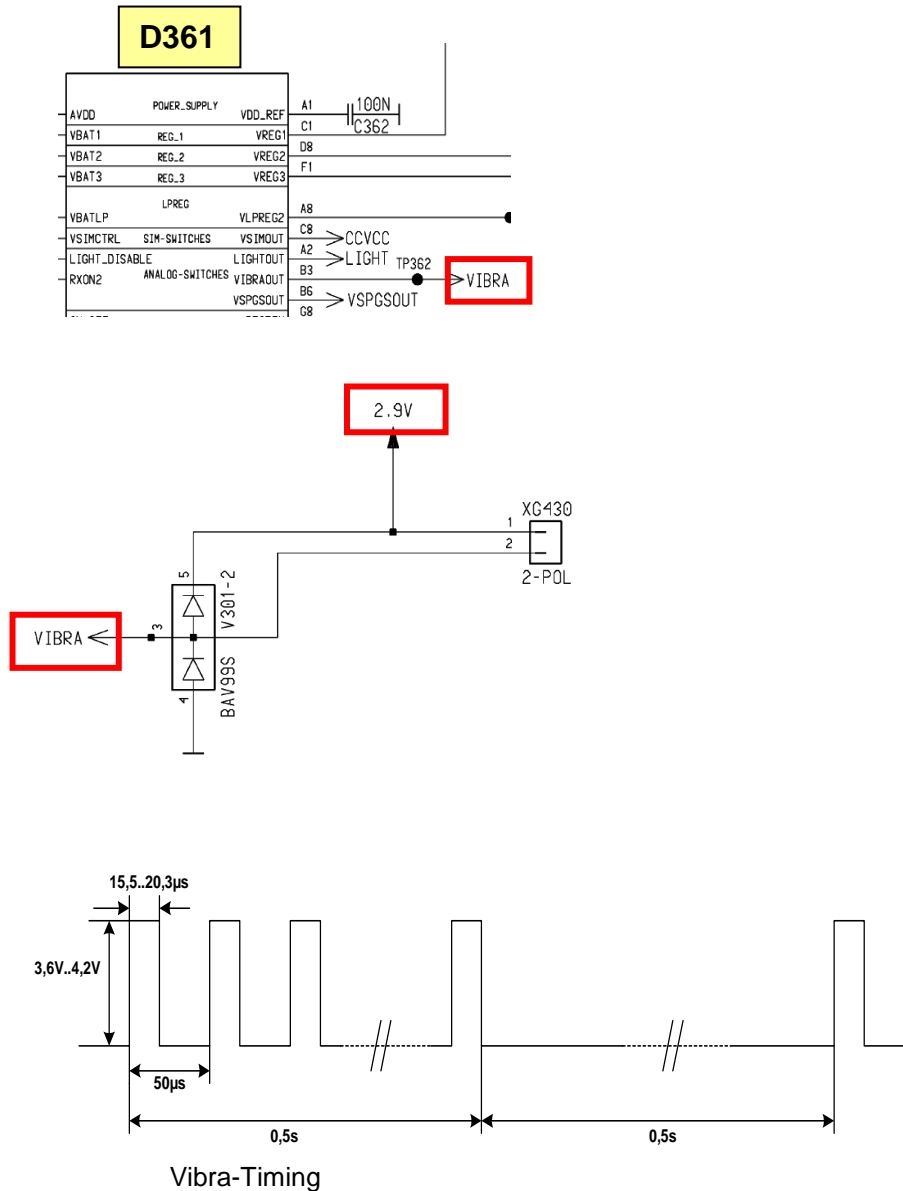 D361
POWER_SUPPLY
AVDD VDD_REF A1 100N
C362
VBAT1 REG_1 VREG1 C1
VBAT2 REG_2 VREG2 D8
VBAT3 REG_3 VREG3 F1
LPREG
VBATLP VLPREG2 A8
VSIMCTRL SIM-SWITCHES VSIMOUT C8 CCVCC
LIGHT_DISABLE LIGHTOUT A2 LIGHT
RXON2 ANALOG-SWITCHES VIBRAOUT B3 TP362 VIBRA
VSPGSOUT B6 VSPGSOUT
G8
2.9V
XG430
1
2
2-POL
5
V301-2
VIBRA
3
BAV99S
4
15,5..20,3µs
3,6V..4,2V
50µs
0,5s 0,5s
Vibra-Timing